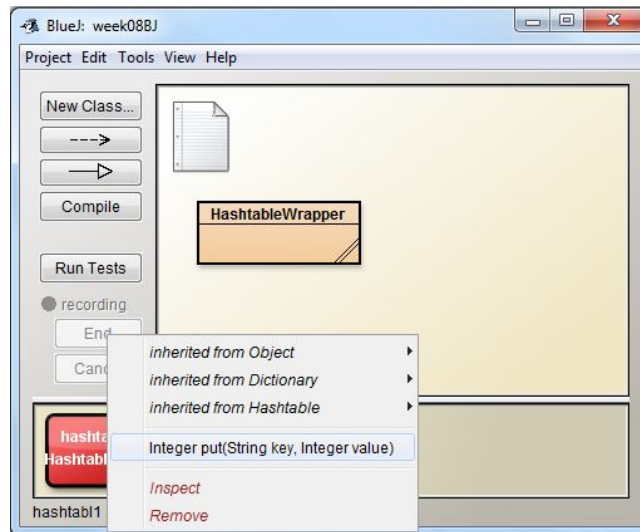 BlueJ: week08BJ
Project Edit Tools View Help
New Class...
HashtableWrapper
Compile
Run Tests
recording
End
inherited from Object
inherited from Dictionary
inherited from Hashtable
Integer put(String key, Integer value)
Inspect
Remove
hashtabl1